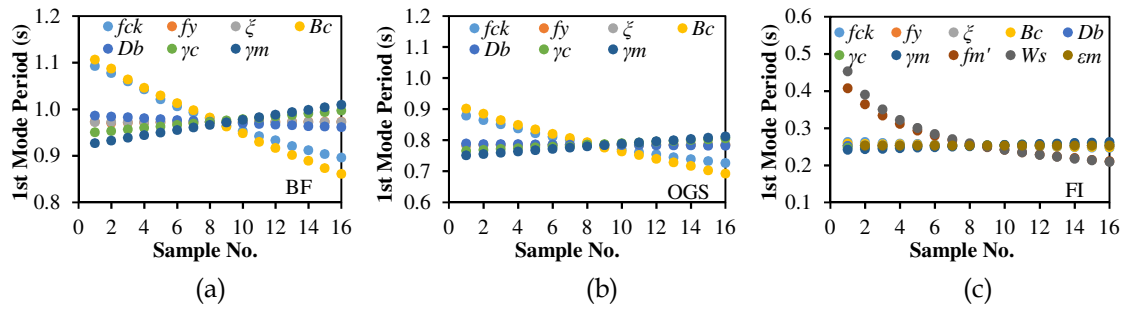 fck fy ξ Bc
Db γc γm
1.2
1.1
1.0
0.9
0.8
1st Mode Period (s)
BF
0 2 4 6 8 10 12 14 16
Sample No.
(a)
fck fy ξ Bc
Db γc γm
1.2
1.1
1.0
0.9
0.8
0.7
0.6
1st Mode Period (s)
OGS
0 2 4 6 8 10 12 14 16
Sample No.
(b)
fck fy ξ Bc Db
γc γm fm' Ws εm
0.6
0.5
0.4
0.3
0.2
0.1
1st Mode Period (s)
FI
0 2 4 6 8 10 12 14 16
Sample No.
(c)